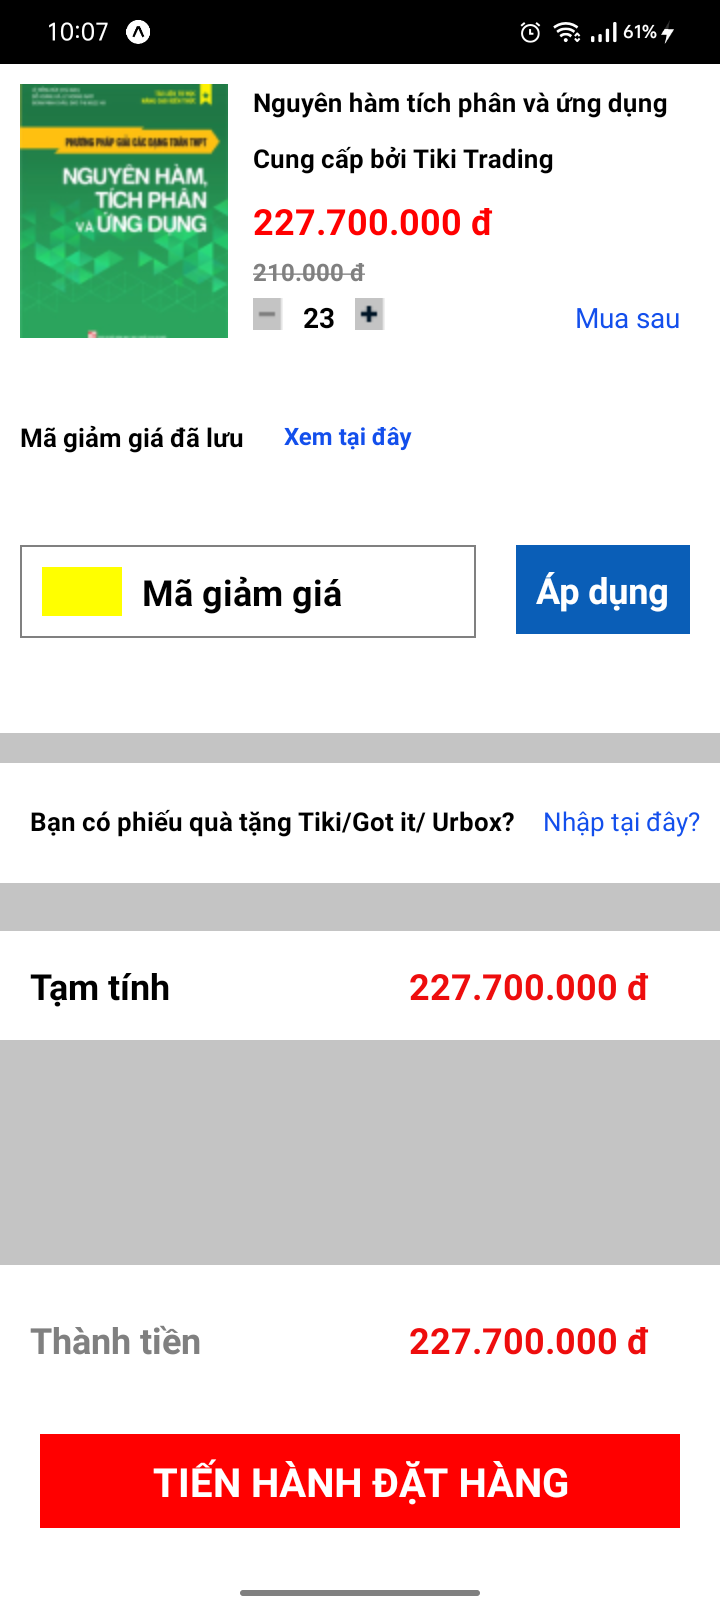 10:07
61%
PHƯƠNG PHÁP GIẢI CÁC DẠNG TOÁN THPT
NGUYÊN HÀM,
TÍCH PHÂN
VÀ ỨNG DỤNG
Nguyên hàm tích phân và ứng dụng
Cung cấp bởi Tiki Trading
227.700.000 đ
210.000 đ
23
Mua sau
Mã giảm giá đã lưu Xem tại đây
Mã giảm giá
Áp dụng
Bạn có phiếu quà tặng Tiki/Got it/ Urbox? Nhập tại đây?
Tạm tính 227.700.000 đ
Thành tiền 227.700.000 đ
TIẾN HÀNH ĐẶT HÀNG